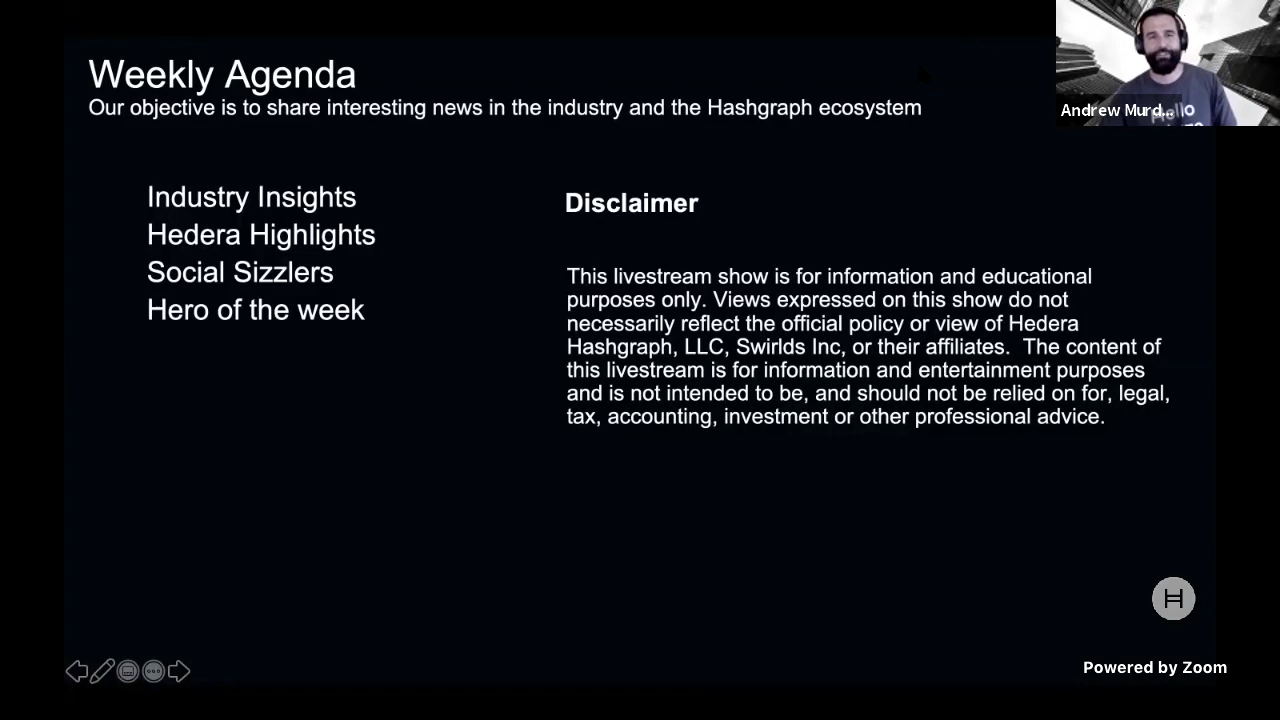 Weekly Agenda
Our objective is to share interesting news in the industry and the Hashgraph ecosystem
Andrew Murd...
Hello
Industry Insights
Hedera Highlights
Social Sizzlers
Hero of the week
Disclaimer
This livestream show is for information and educational
purposes only. Views expressed on this show do not
necessarily reflect the official policy or view of Hedera
Hashgraph, LLC, Swirlds Inc, or their affiliates.  The content of
this livestream is for information and entertainment purposes
and is not intended to be, and should not be relied on for, legal,
tax, accounting, investment or other professional advice.
Powered by Zoom